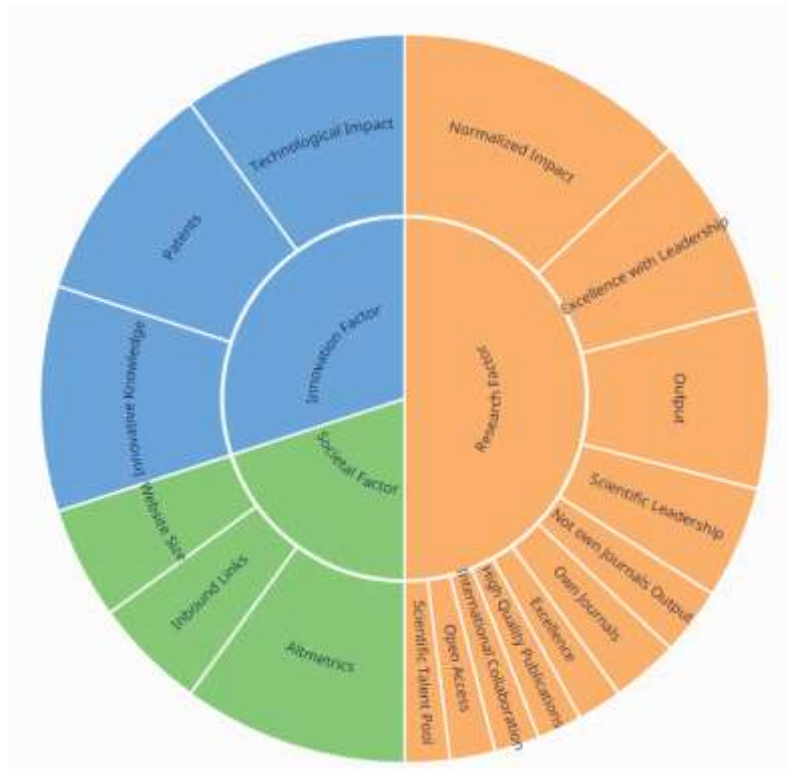 Technological Impact
Normalized Impact
Patents
Excellence with Leadership
Innovation Factor
Innovative Knowledge
Research Factor
Output
Societal Factor
Website Size
Scientific Leadership
Not own Journals Output
Inbound Links
Own Journals
Altmetrics
Excellence
High Quality Publications
International Collaboration
Open Access
Scientific Talent Pool